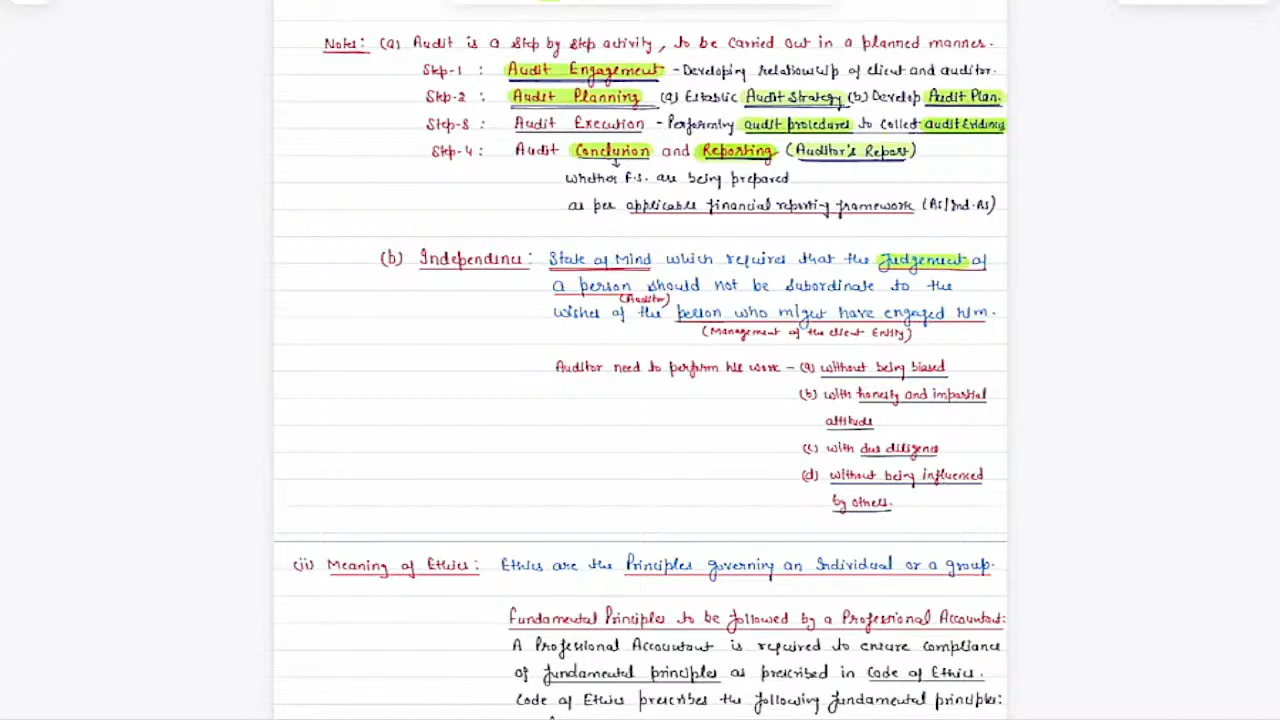 Notes: (a) Audit is a step by step activity, to be carried out in a planned manner.
Step-1 : Audit Engagement - Developing relationship of client and auditor.
Step-2 : Audit Planning (a) Establic Audit Strategy (b) Develop Audit Plan.
Step-3 : Audit Execution - Performing audit procedures to collect audit Evidence
Step-4 : Audit Conclusion and Reporting (Auditor's Report)
whether F.S. are being prepared
as per applicable financial reporting framework (AS/Ind-AS)
(b) Independence: State of Mind which requires that the judgement of
a person should not be subordinate to the
(Auditor)
wishes of the person who might have engaged him.
(Management of the client Entity)
Auditor need to perform his work - (a) without being biased
(b) with honesty and impartial
attitude
(c) with due diligence
(d) without being influenced
by others.
(ii) Meaning of Ethics: Ethics are the Principles governing an Individual or a group.
Fundamental Principles to be followed by a Professional Accountant:
A Professional Accountant is required to ensure compliance
of fundamental principles as prescribed in Code of Ethics.
Code of Ethics prescribes the following fundamental principles: